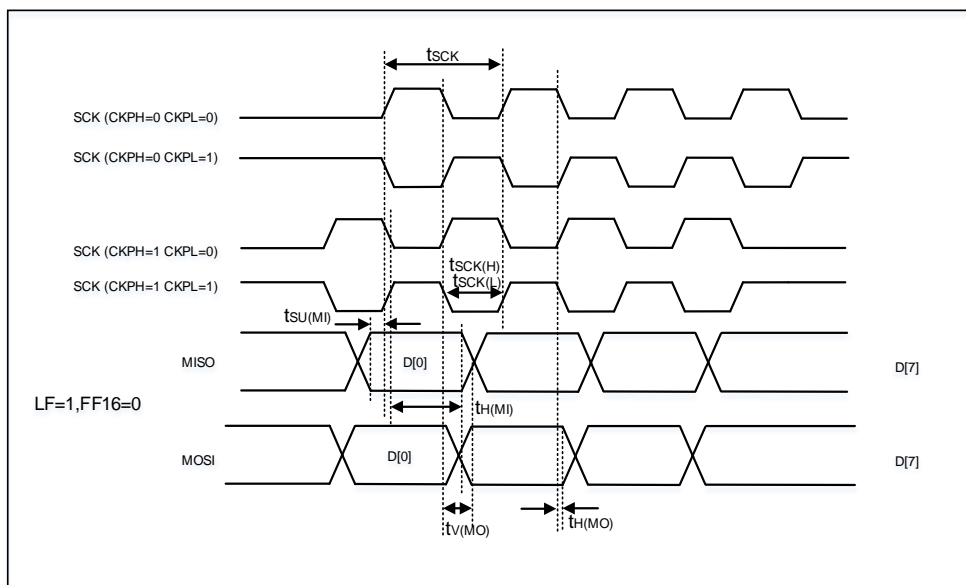 tSCK
SCK (CKPH=0 CKPL=0)
SCK (CKPH=0 CKPL=1)
SCK (CKPH=1 CKPL=0)
tSCK(H)
tSCK(L)
SCK (CKPH=1 CKPL=1)
tSU(MI)
MISO
D[0]
D[7]
LF=1,FF16=0
tH(MI)
MOSI
D[0]
D[7]
tV(MO)
tH(MO)